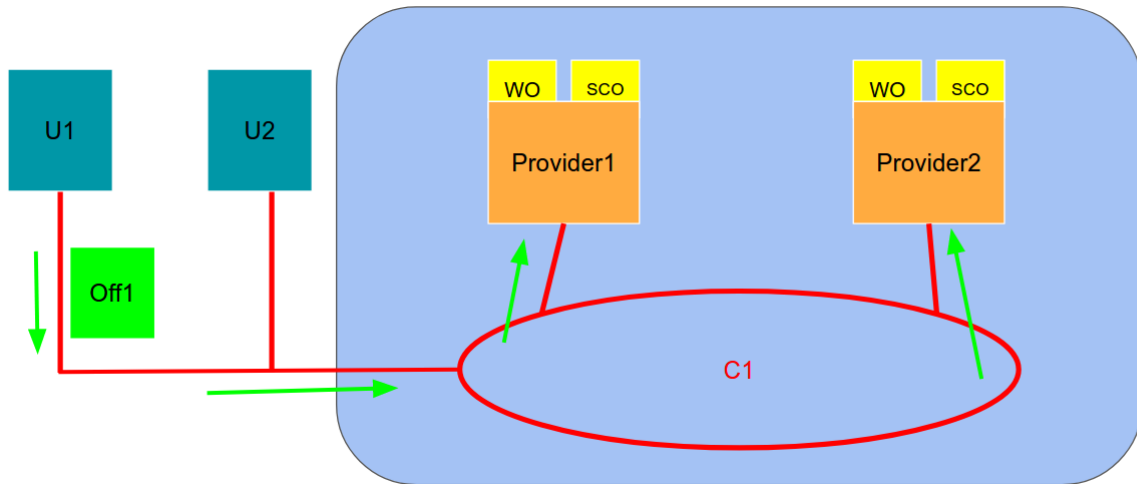 U1
U2
WO
SCO
Provider1
WO
SCO
Provider2
Off1
C1